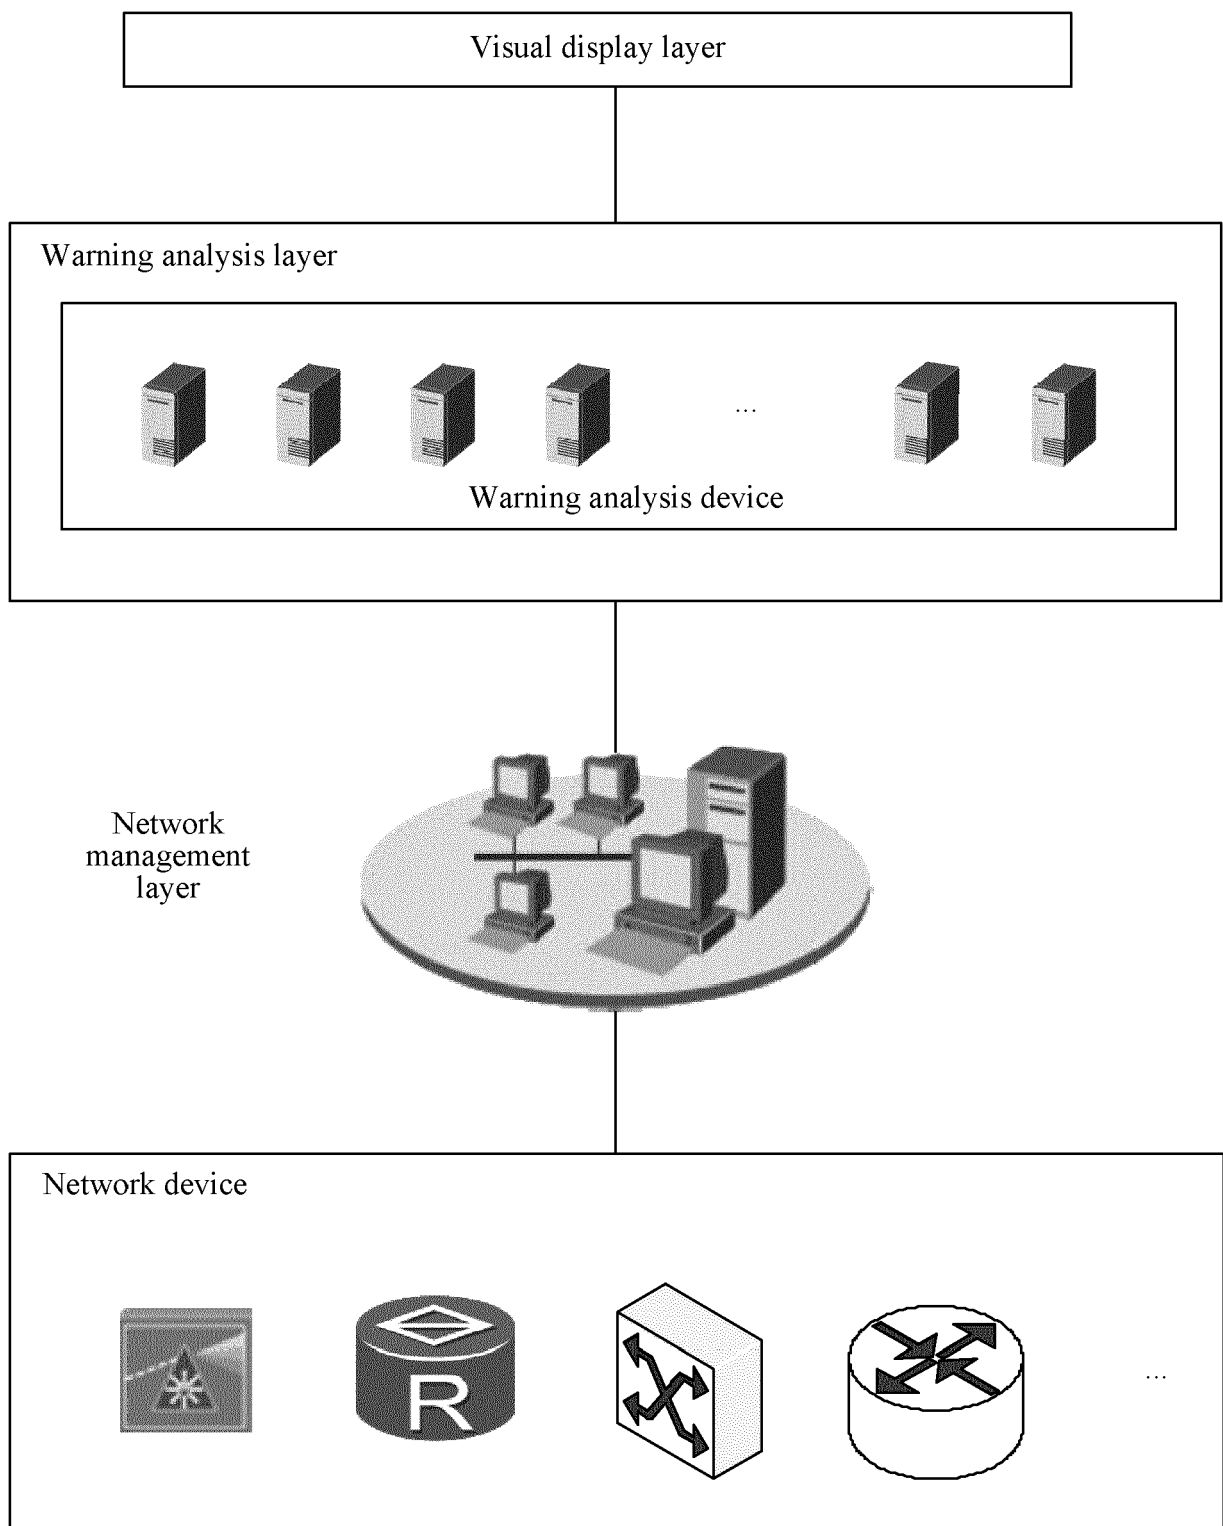 Visual display layer
Warning analysis layer
...
Warning analysis device
Network
management
layer
Network device
R
...